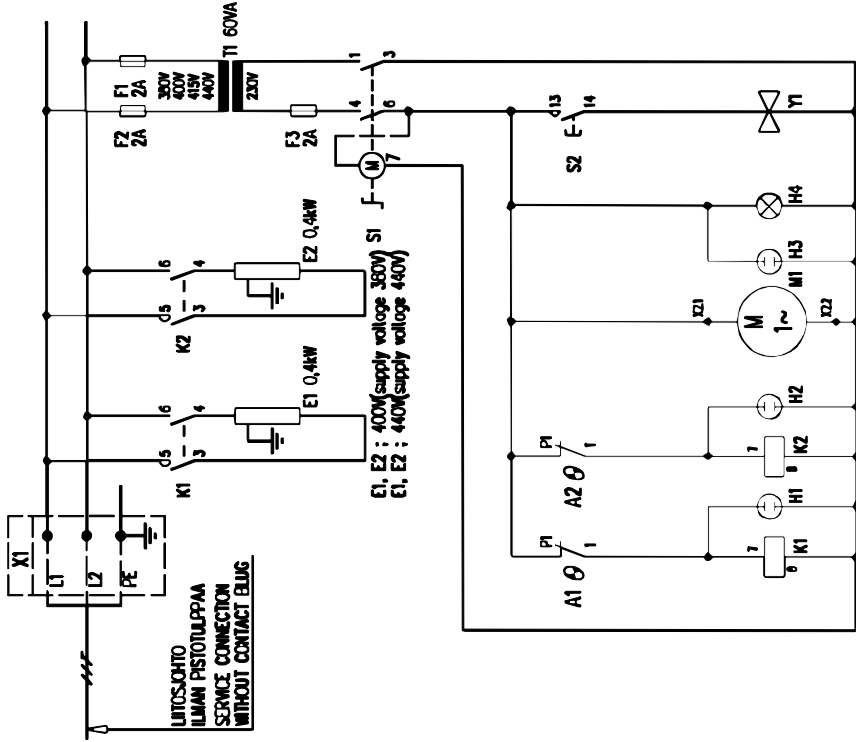 X1
L1
L2
PE
LIITOSJOHTO
ILMAN PISTOTULPPAA
SERVICE CONNECTION
WITHOUT CONTACT BLUG
K1
5
3
6
4
E1 0,4kW
K2
5
3
6
4
E2 0,4kW
E1, E2 : 400V(supply voltage 380V)
E1, E2 : 440V(supply voltage 440V)
F1
2A
F2
2A
380V
400V
415V
440V
T1 60VA
230V
F3
2A
1
3
4
6
M
7
S1
A1
P1
1
7
8
K1
H1
A2
P1
1
7
8
K2
H2
XZ1
M
1~
XZ2
M1
H3
H4
13
14
S2
Y1